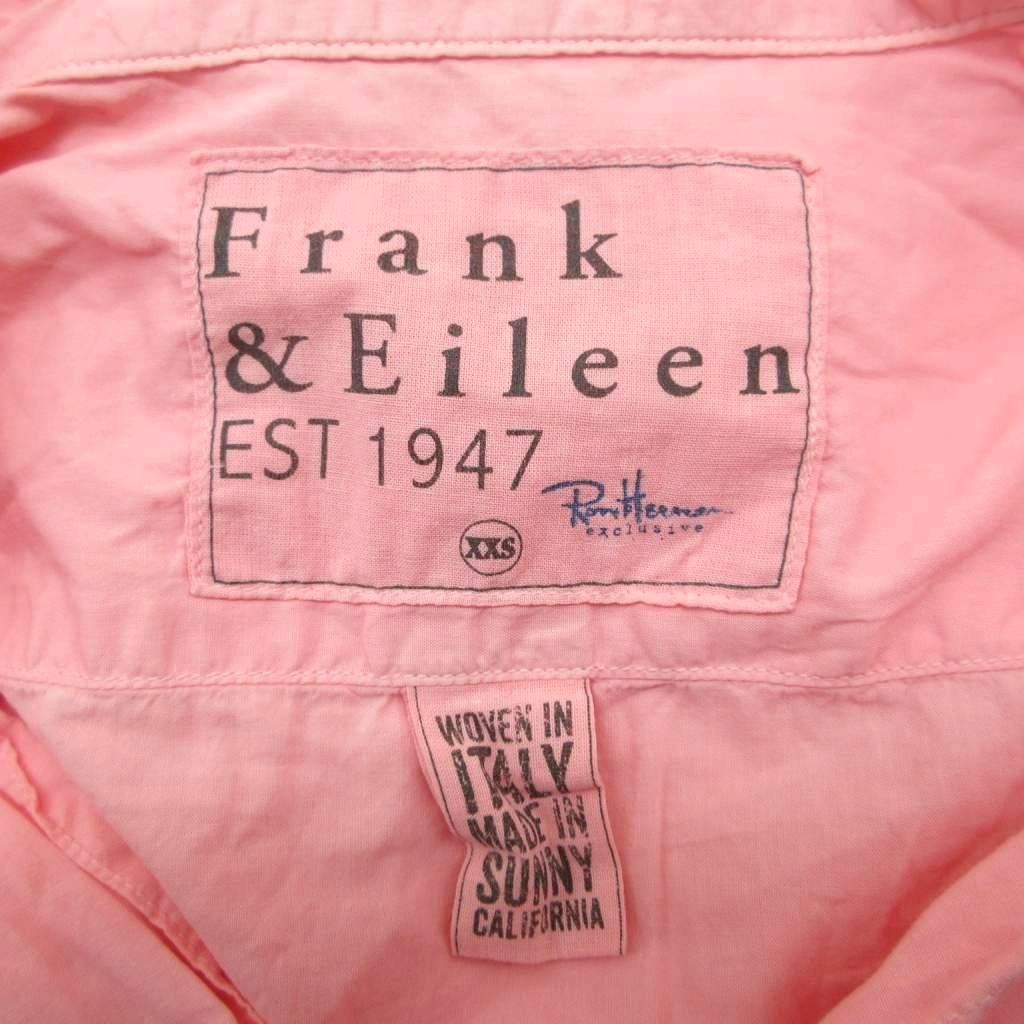 Frank
& Eileen
EST 1947
Ron Herman
exclusive
XXS
WOVEN IN
ITALY
MADE IN
SUNNY
CALIFORNIA